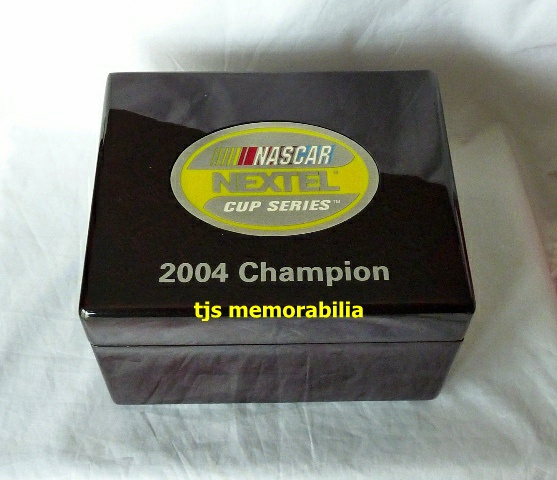 NASCAR
NEXTEL
CUP SERIES™
2004 Champion
tjs memorabilia